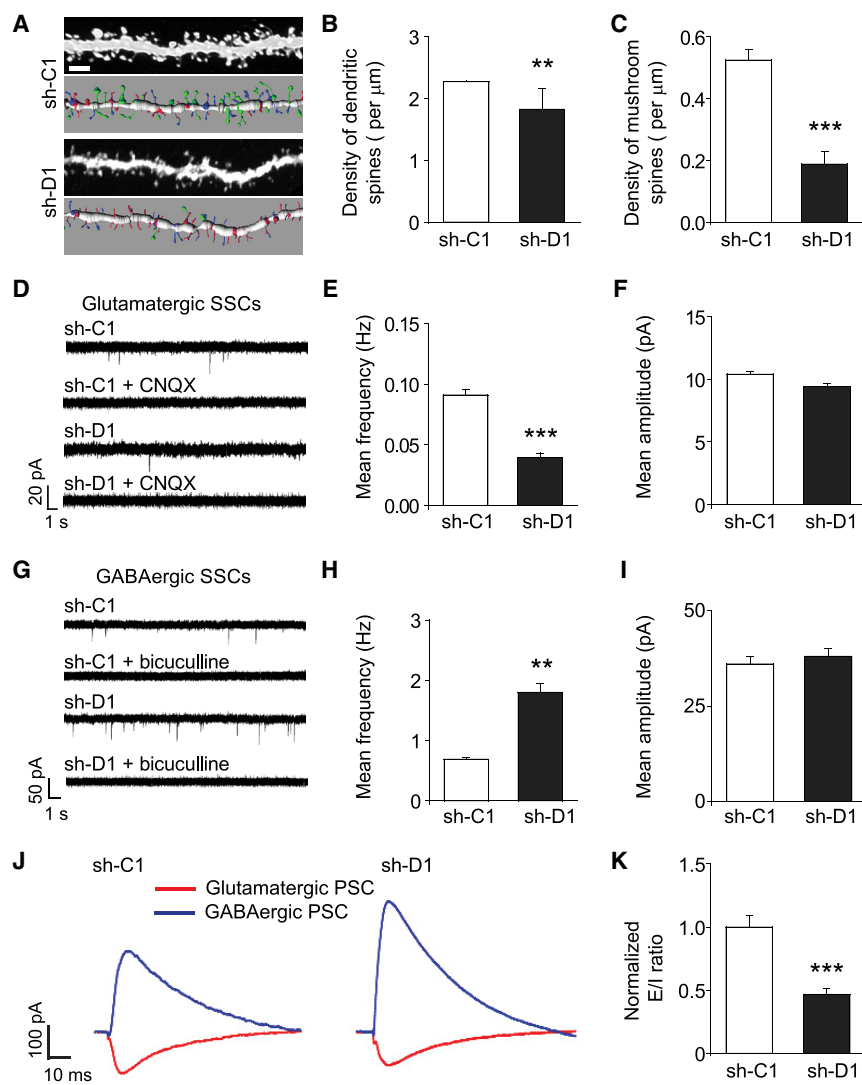 A
sh-C1
sh-D1
B
Density of dendritic
spines ( per μm)
3
2
1
0
**
sh-C1 sh-D1
C
Density of mushroom
spines ( per μm)
0.6
0.4
0.2
0.0
***
sh-C1 sh-D1
D
Glutamatergic SSCs
sh-C1
sh-C1 + CNQX
sh-D1
sh-D1 + CNQX
20 pA
1 s
E
Mean frequency (Hz)
0.15
0.10
0.05
0.00
***
sh-C1 sh-D1
F
Mean amplitude (pA)
15
10
5
0
sh-C1 sh-D1
G
GABAergic SSCs
sh-C1
sh-C1 + bicuculline
sh-D1
sh-D1 + bicuculline
50 pA
1 s
H
Mean frequency (Hz)
3
2
1
0
**
sh-C1 sh-D1
I
Mean amplitude (pA)
50
25
0
sh-C1 sh-D1
J
sh-C1 sh-D1
Glutamatergic PSC
GABAergic PSC
100 pA
10 ms
K
Normalized
E/I ratio
1.5
1.0
0.5
0
***
sh-C1 sh-D1